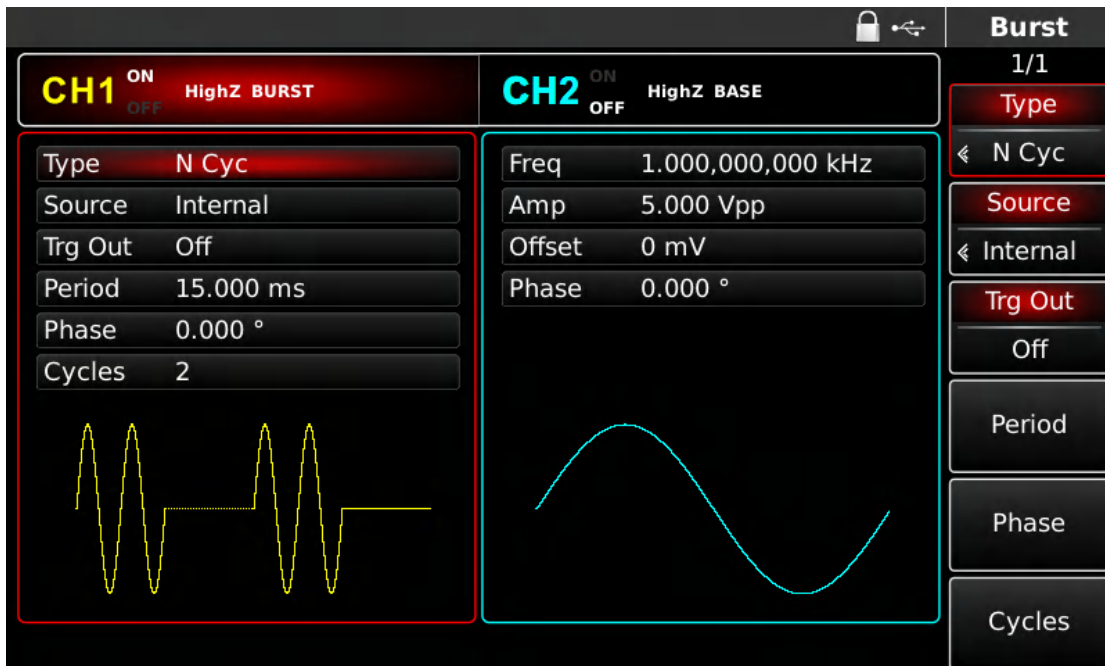 Burst
1/1
CH1 ON OFF HighZ BURST
CH2 ON OFF HighZ BASE
Type N Cyc
Source Internal
Trg Out Off
Period 15.000 ms
Phase 0.000 °
Cycles 2
Freq 1.000,000,000 kHz
Amp 5.000 Vpp
Offset 0 mV
Phase 0.000 °
Type
N Cyc
Source
Internal
Trg Out
Off
Period
Phase
Cycles